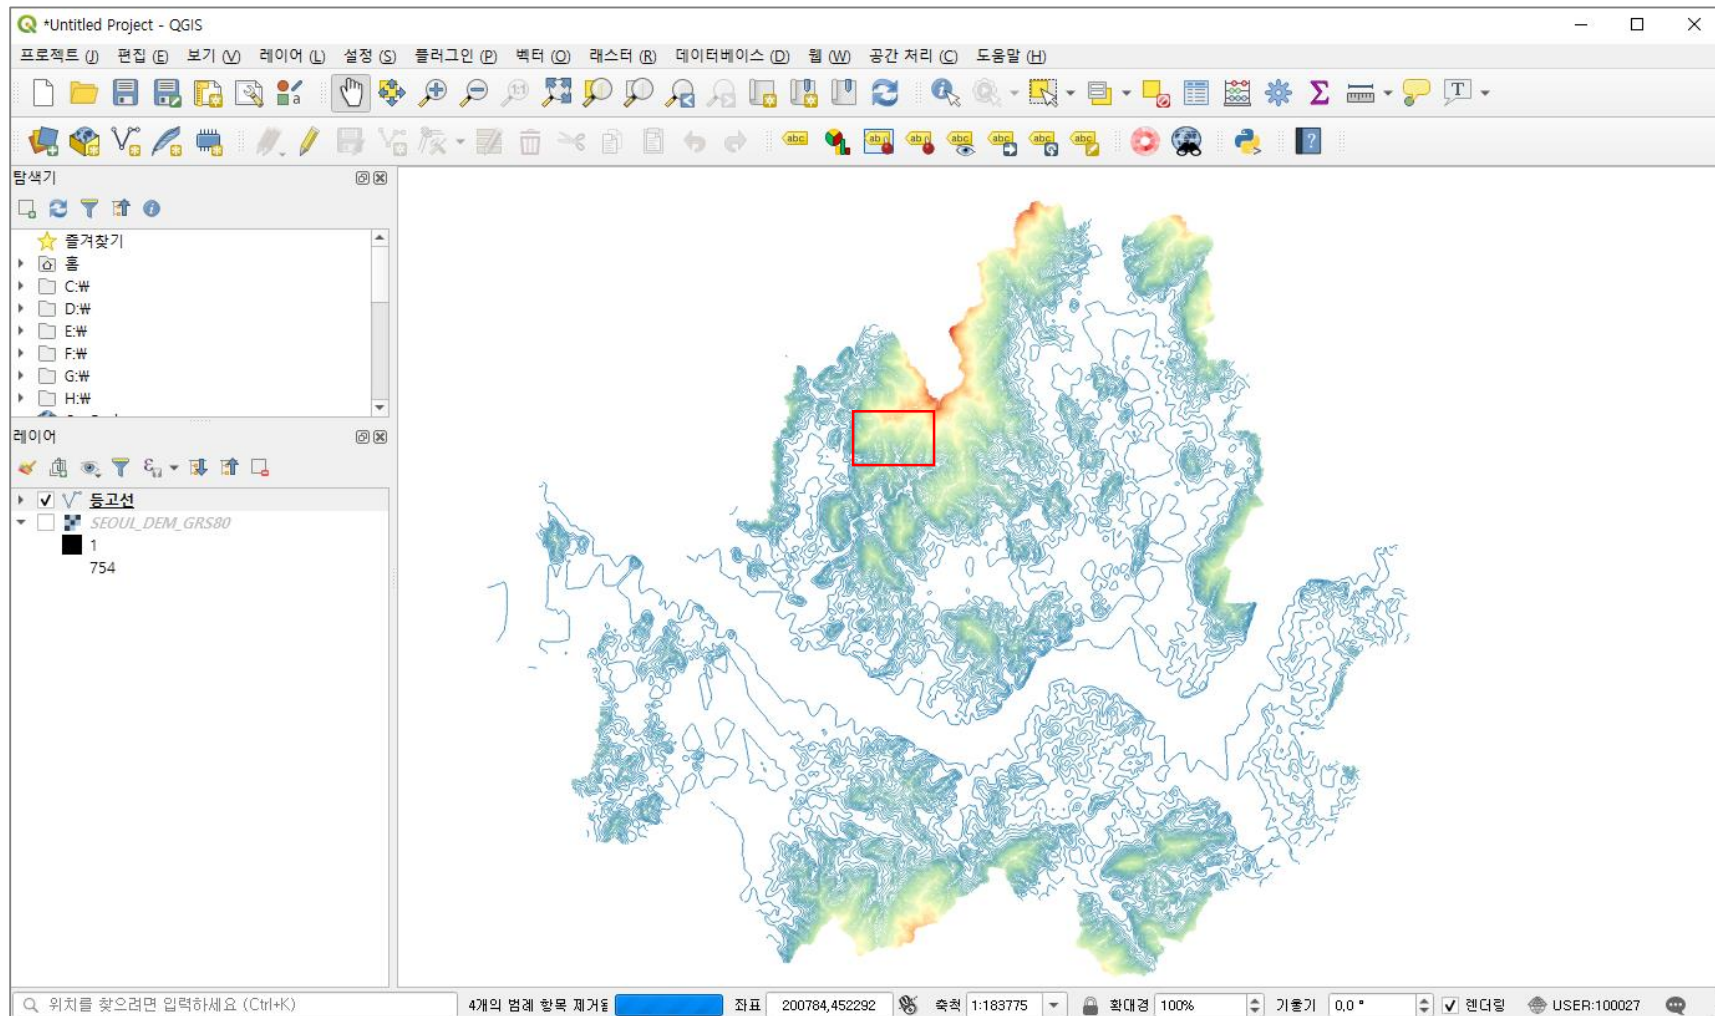 *Untitled Project - QGIS
프로젝트 (J) 편집 (E) 보기 (V) 레이어 (L) 설정 (S) 플러그인 (P) 벡터 (O) 래스터 (R) 데이터베이스 (D) 웹 (W) 공간 처리 (C) 도움말 (H)
탐색기
즐겨찾기
홈
C:₩
D:₩
E:₩
F:₩
G:₩
H:₩
레이어
등고선
SEOUL_DEM_GRS80
1
754
위치를 찾으려면 입력하세요 (Ctrl+K) 4개의 범례 항목 제거됨 좌표 200784,452292 축척 1:183775 확대경 100% 기울기 0,0 ° 렌더링 USER:100027